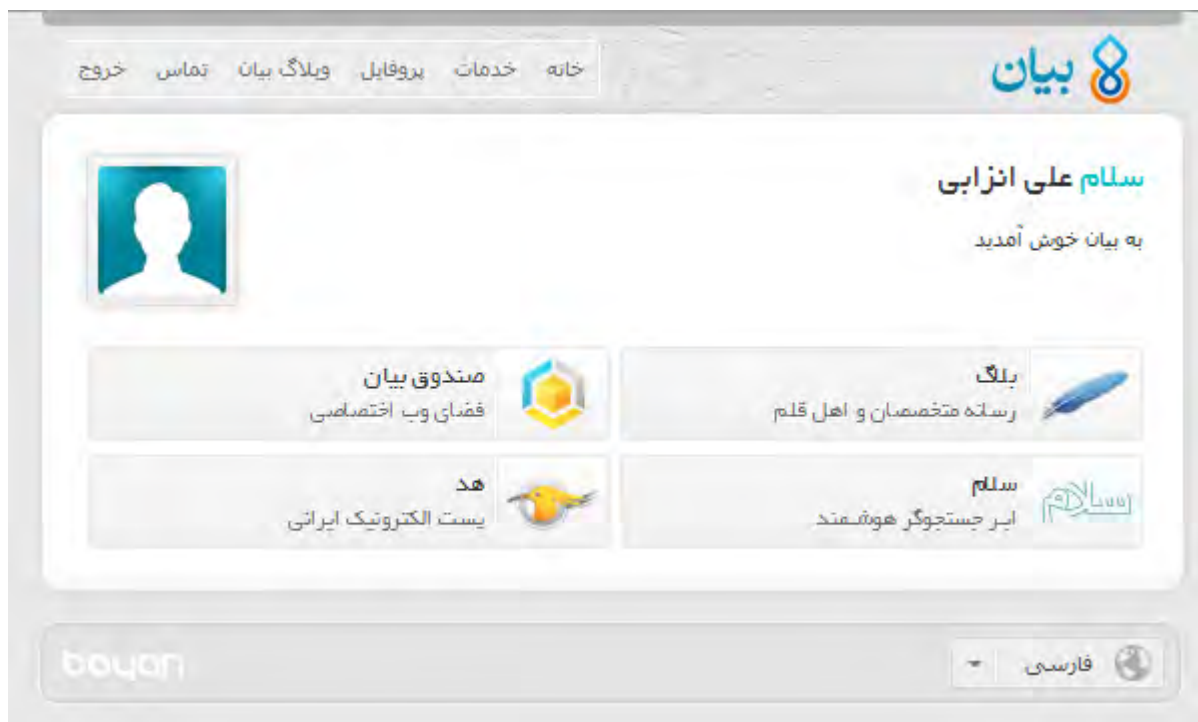 بیان
خانه خدمات پروفایل وبلاگ بیان تماس خروج
سلام علی انزابی
به بیان خوش آمدید
بلاگ
رسانه متخصصان و اهل قلم
صندوق بیان
فضای وب اختصاصی
سلام
سلام
ابر جستجوگر هوشمند
هد
پست الکترونیک ایرانی
فارسی
bayan